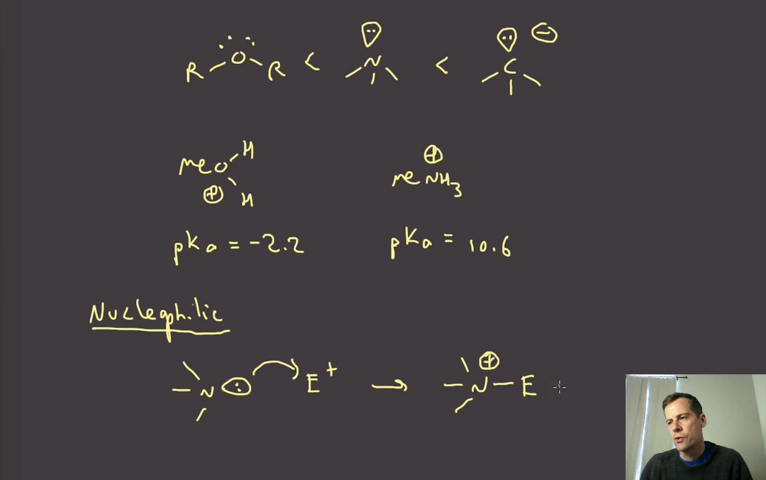 R O R < N < C ⊖
MeO H H ⊕
⊕ MeNH3
pKa = -2.2
pKa = 10.6
Nucleophilic
N : E+ → N ⊕ E